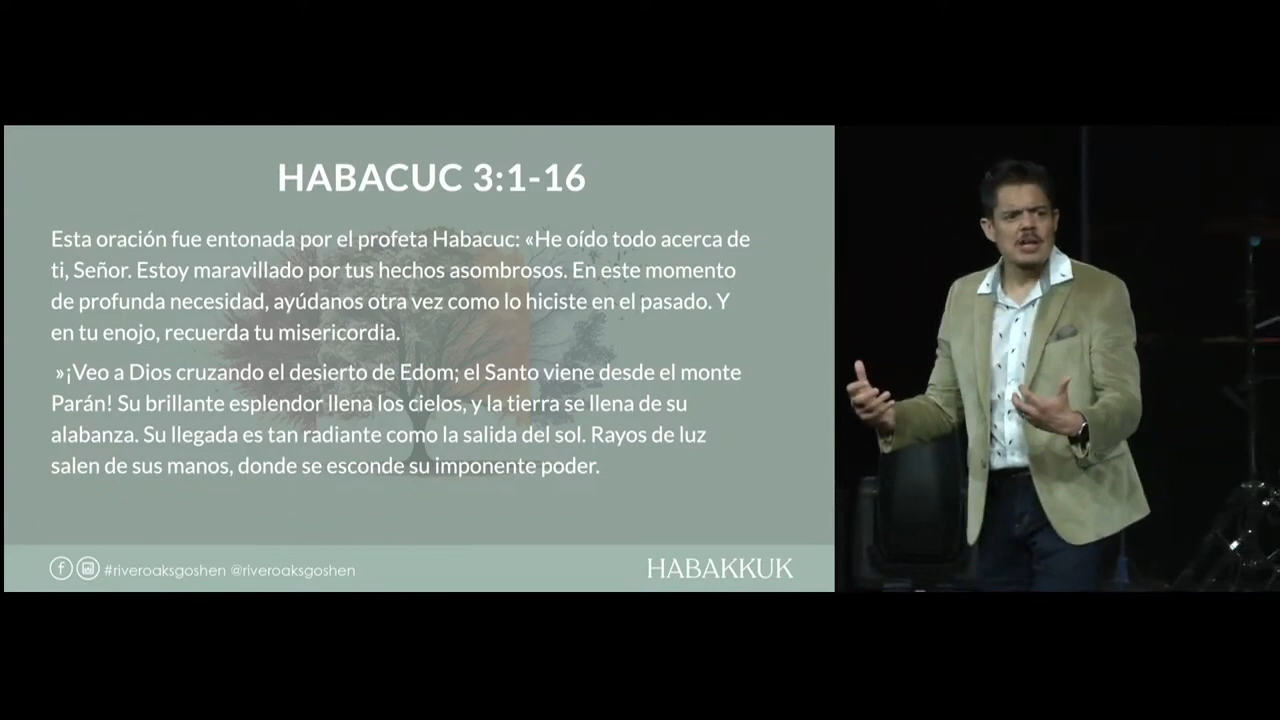 HABACUC 3:1-16
Esta oración fue entonada por el profeta Habacuc: «He oído todo acerca de
ti, Señor. Estoy maravillado por tus hechos asombrosos. En este momento
de profunda necesidad, ayúdanos otra vez como lo hiciste en el pasado. Y
en tu enojo, recuerda tu misericordia.
»¡Veo a Dios cruzando el desierto de Edom; el Santo viene desde el monte
Parán! Su brillante esplendor llena los cielos, y la tierra se llena de su
alabanza. Su llegada es tan radiante como la salida del sol. Rayos de luz
salen de sus manos, donde se esconde su imponente poder.
#riveroaksgoshen @riveroaksgoshen
HABAKKUK